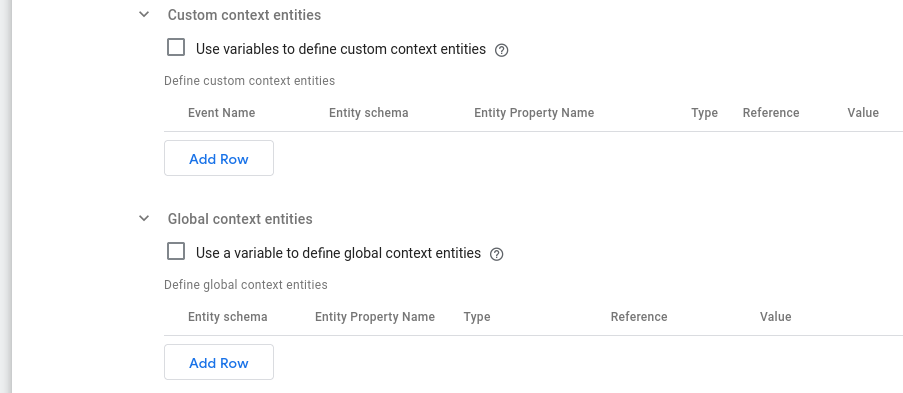 Custom context entities
Use variables to define custom context entities
Define custom context entities
Event Name Entity schema Entity Property Name Type Reference Value
Add Row
Global context entities
Use a variable to define global context entities
Define global context entities
Entity schema Entity Property Name Type Reference Value
Add Row